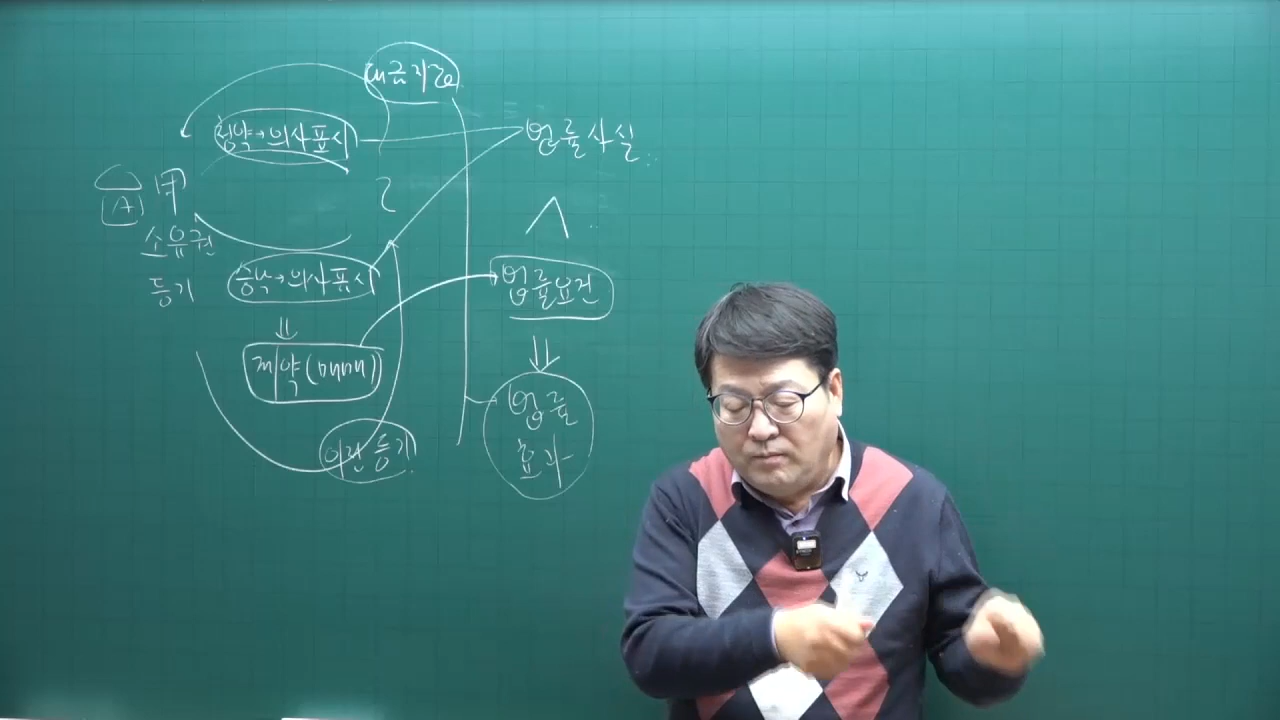 대금지급
청약→의사표시
법률사실
甲
A
乙
소유권
승낙→의사표시
등기
법률요건
계약(매매)
법률
효과
이전등기